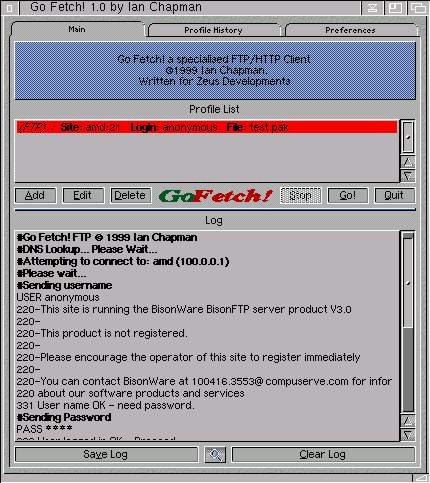 Go Fetch! 1.0 by Ian Chapman
Main Profile History Preferences
Go Fetch! a specialised FTP/HTTP Client
©1999 Ian Chapman.
Written for Zeus Developments
Profile List
(FTP) : Site: amd:21 Login: anonymous File: test.pak
Add Edit Delete GoFetch! Stop Go! Quit
Log
#Go Fetch! FTP © 1999 Ian Chapman
#DNS Lookup... Please Wait...
#Attempting to connect to: amd (100.0.0.1)
#Please wait...
#Sending username
USER anonymous
220-This site is running the BisonWare BisonFTP server product V3.0
220-
220-This product is not registered.
220-
220-Please encourage the operator of this site to register immediately
220-
220-You can contact BisonWare at 100416.3553@compuserve.com for infor
220 about our software products and services
331 User name OK - need password.
#Sending Password
PASS ****
Save Log Clear Log